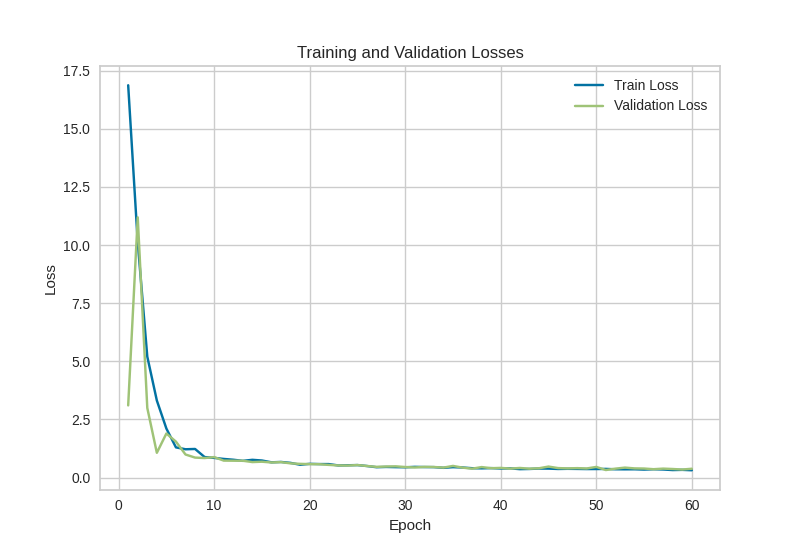 Training and Validation Losses
Train Loss
Validation Loss
17.5
15.0
12.5
10.0
7.5
5.0
2.5
0.0
Loss
0 10 20 30 40 50 60
Epoch